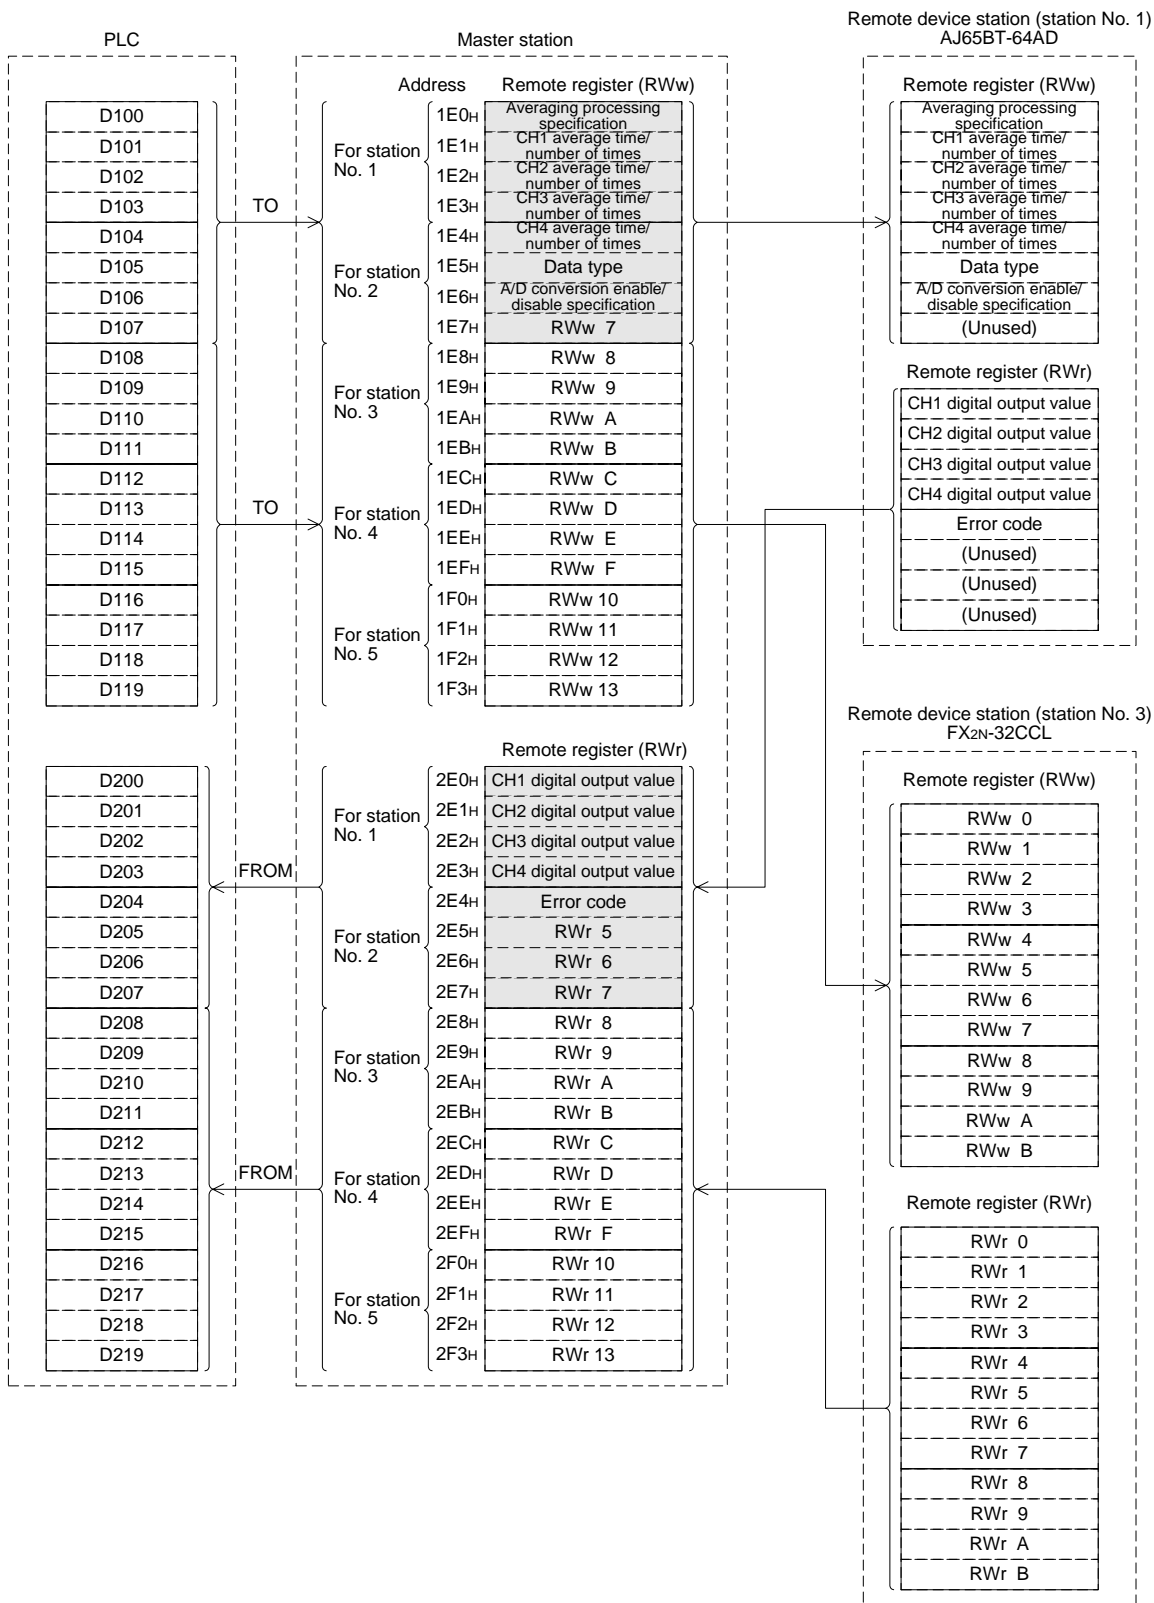 PLC
Master station
Remote device station (station No. 1)
AJ65BT-64AD
Address
Remote register (RWw)
D100
D101
D102
D103
D104
D105
D106
D107
D108
D109
D110
D111
D112
D113
D114
D115
D116
D117
D118
D119
TO
TO
For station
No. 1
For station
No. 2
For station
No. 3
For station
No. 4
For station
No. 5
1E0H
Averaging processing
specification
1E1H
CH1 average time/
number of times
1E2H
CH2 average time/
number of times
1E3H
CH3 average time/
number of times
1E4H
CH4 average time/
number of times
1E5H
Data type
1E6H
A/D conversion enable/
disable specification
1E7H RWw 7
1E8H RWw 8
1E9H RWw 9
1EAH RWw A
1EBH RWw B
1ECH RWw C
1EDH RWw D
1EEH RWw E
1EFH RWw F
1F0H RWw 10
1F1H RWw 11
1F2H RWw 12
1F3H RWw 13
Remote register (RWw)
Averaging processing
specification
CH1 average time/
number of times
CH2 average time/
number of times
CH3 average time/
number of times
CH4 average time/
number of times
Data type
A/D conversion enable/
disable specification
(Unused)
Remote register (RWr)
CH1 digital output value
CH2 digital output value
CH3 digital output value
CH4 digital output value
Error code
(Unused)
(Unused)
(Unused)
D200
D201
D202
D203
D204
D205
D206
D207
D208
D209
D210
D211
D212
D213
D214
D215
D216
D217
D218
D219
FROM
FROM
Remote register (RWr)
For station
No. 1
For station
No. 2
For station
No. 3
For station
No. 4
For station
No. 5
2E0H CH1 digital output value
2E1H CH2 digital output value
2E2H CH3 digital output value
2E3H CH4 digital output value
2E4H Error code
2E5H RWr 5
2E6H RWr 6
2E7H RWr 7
2E8H RWr 8
2E9H RWr 9
2EAH RWr A
2EBH RWr B
2ECH RWr C
2EDH RWr D
2EEH RWr E
2EFH RWr F
2F0H RWr 10
2F1H RWr 11
2F2H RWr 12
2F3H RWr 13
Remote device station (station No. 3)
FX2N-32CCL
Remote register (RWw)
RWw 0
RWw 1
RWw 2
RWw 3
RWw 4
RWw 5
RWw 6
RWw 7
RWw 8
RWw 9
RWw A
RWw B
Remote register (RWr)
RWr 0
RWr 1
RWr 2
RWr 3
RWr 4
RWr 5
RWr 6
RWr 7
RWr 8
RWr 9
RWr A
RWr B